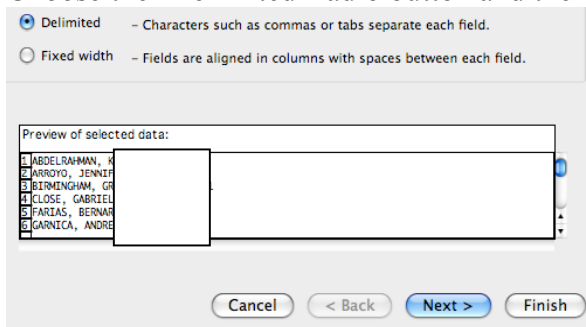 Delimited – Characters such as commas or tabs separate each field.
Fixed width – Fields are aligned in columns with spaces between each field.
Preview of selected data:
1 ABDELRAHMAN, K
2 ARROYO, JENNIF
3 BIRMINGHAM, GR
4 CLOSE, GABRIEL
5 FARIAS, BERNAR
6 GARNICA, ANDRE
Cancel < Back Next > Finish